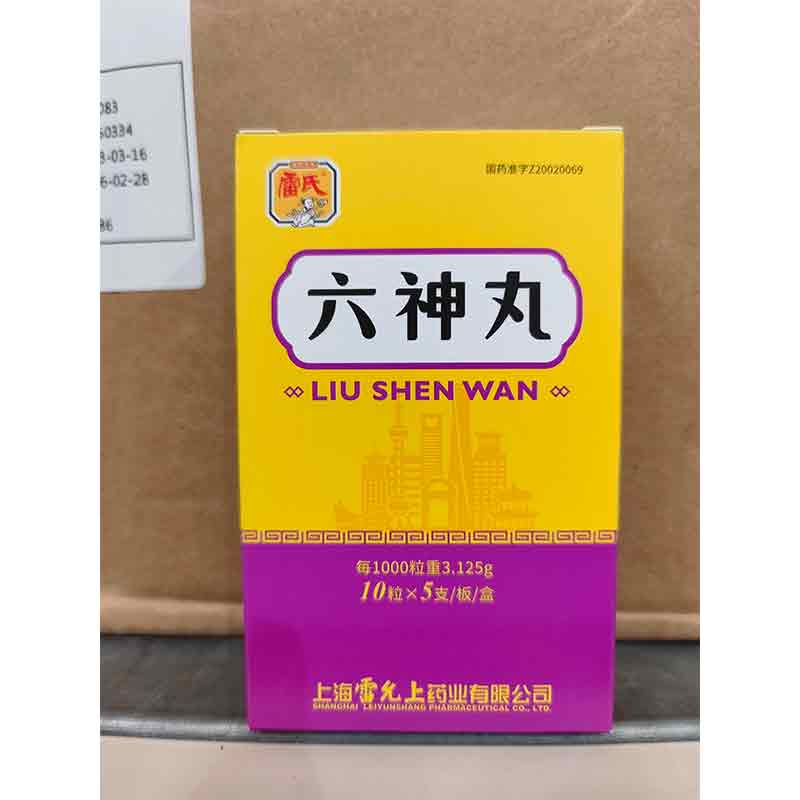 083
60334
3-03-16
6-02-28
86
雷氏
国药准字Z20020069
六神丸
LIU SHEN WAN
每1000粒重3.125g
10粒×5支/板/盒
上海雷允上药业有限公司
SHANGHAI LEIYUNSHANG PHARMACEUTICAL CO., LTD.